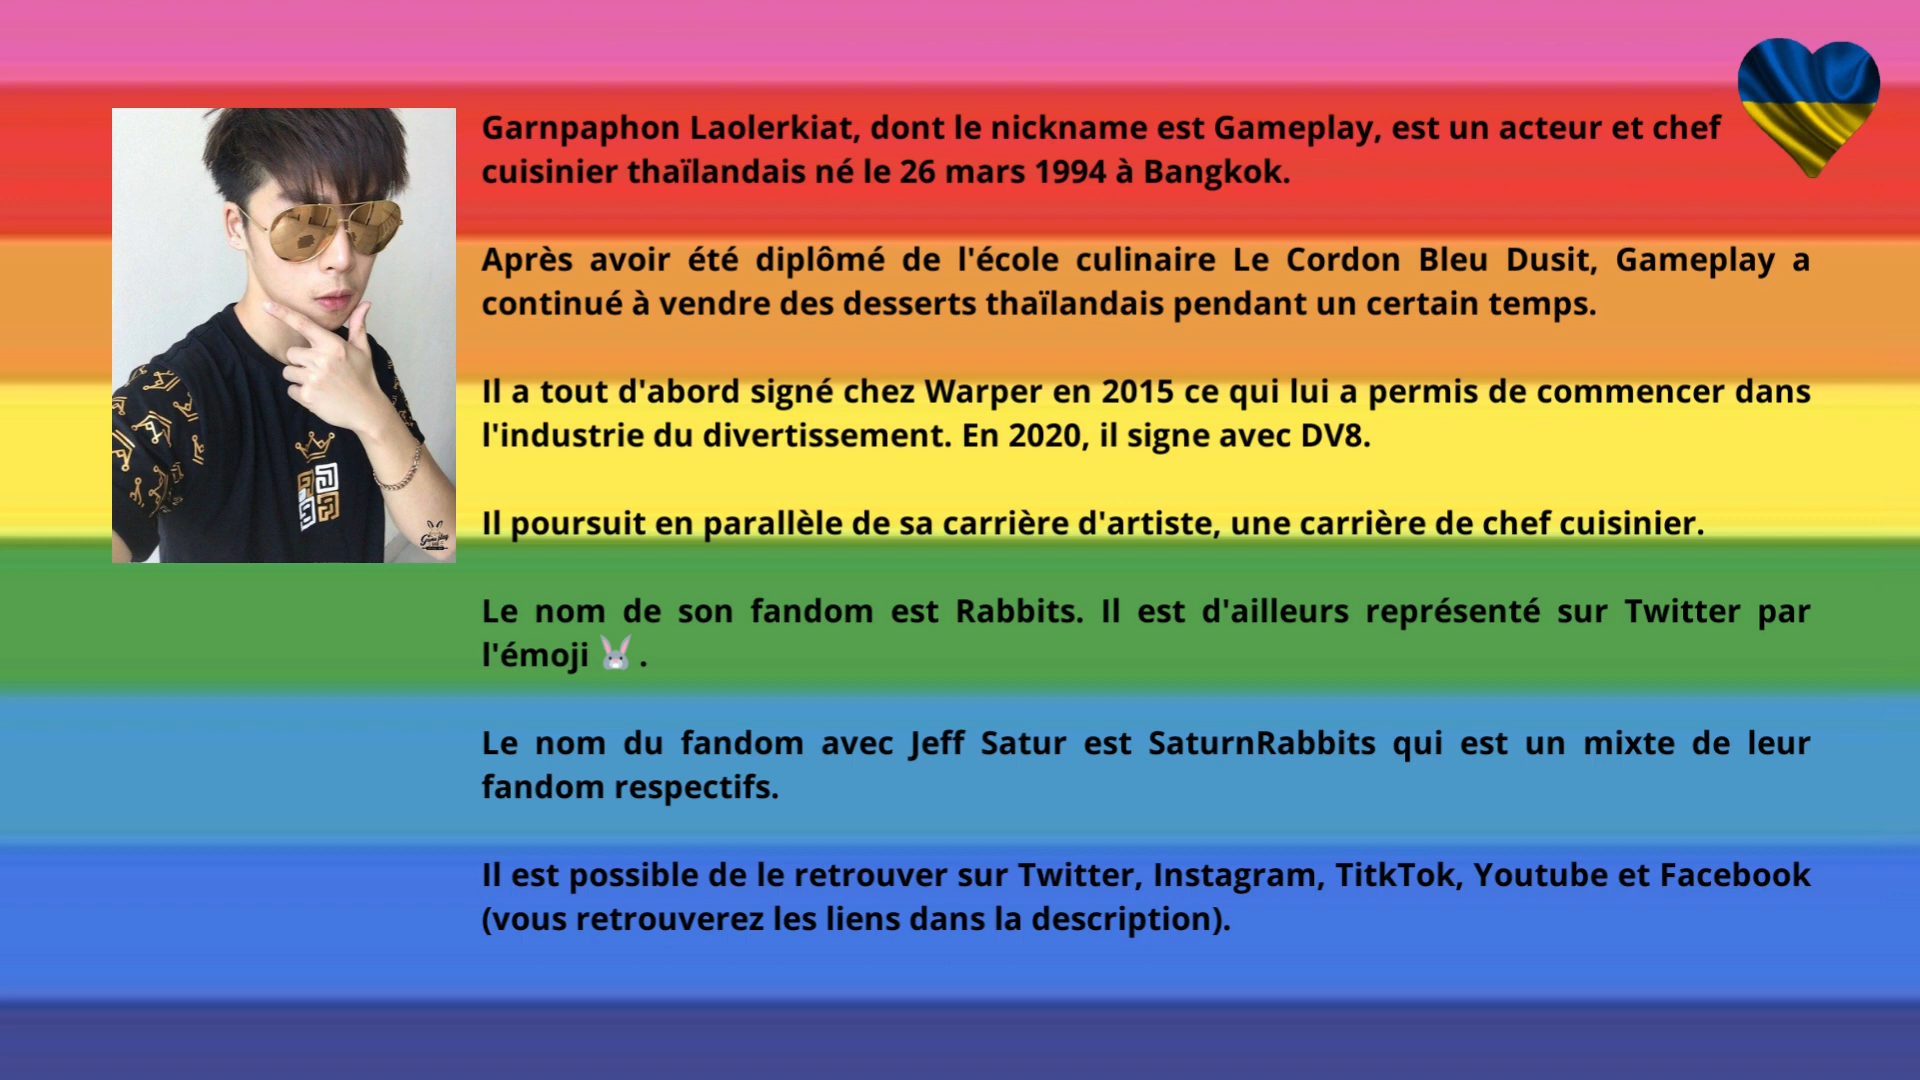 Garnpaphon Laolerkiat, dont le nickname est Gameplay, est un acteur et chef
cuisinier thaïlandais né le 26 mars 1994 à Bangkok.
Après avoir été diplômé de l'école culinaire Le Cordon Bleu Dusit, Gameplay a
continué à vendre des desserts thaïlandais pendant un certain temps.
Il a tout d'abord signé chez Warper en 2015 ce qui lui a permis de commencer dans
l'industrie du divertissement. En 2020, il signe avec DV8.
Il poursuit en parallèle de sa carrière d'artiste, une carrière de chef cuisinier.
Le nom de son fandom est Rabbits. Il est d'ailleurs représenté sur Twitter par
l'émoji 🐰 .
Le nom du fandom avec Jeff Satur est SaturnRabbits qui est un mixte de leur
fandom respectifs.
Il est possible de le retrouver sur Twitter, Instagram, TitkTok, Youtube et Facebook
(vous retrouverez les liens dans la description).